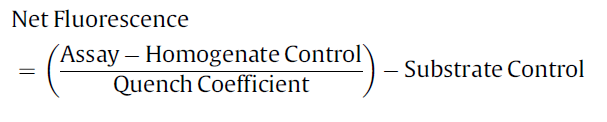 Net Fluorescence
= (Assay – Homogenate Control / Quench Coefficient) – Substrate Control